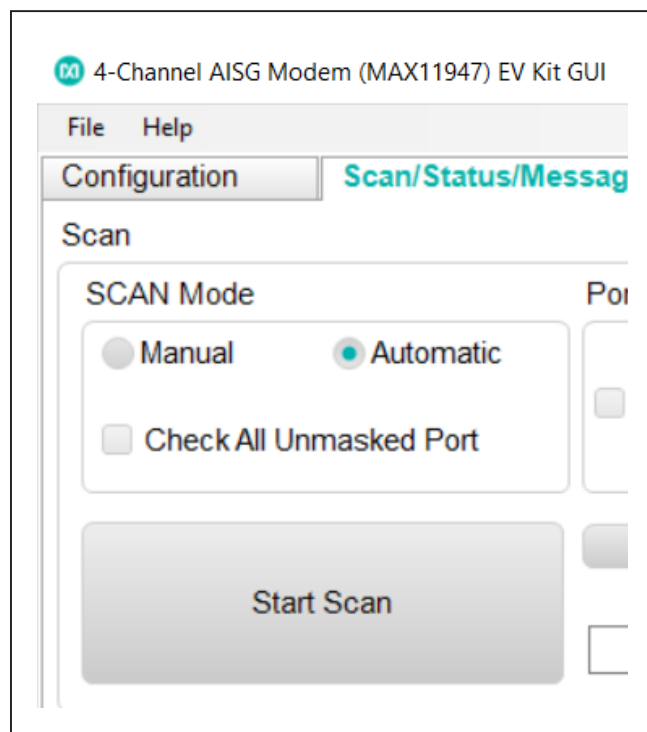 4-Channel AISG Modem (MAX11947) EV Kit GUI
File Help
Configuration Scan/Status/Messag
Scan
SCAN Mode Por
Manual Automatic
Check All Unmasked Port
Start Scan